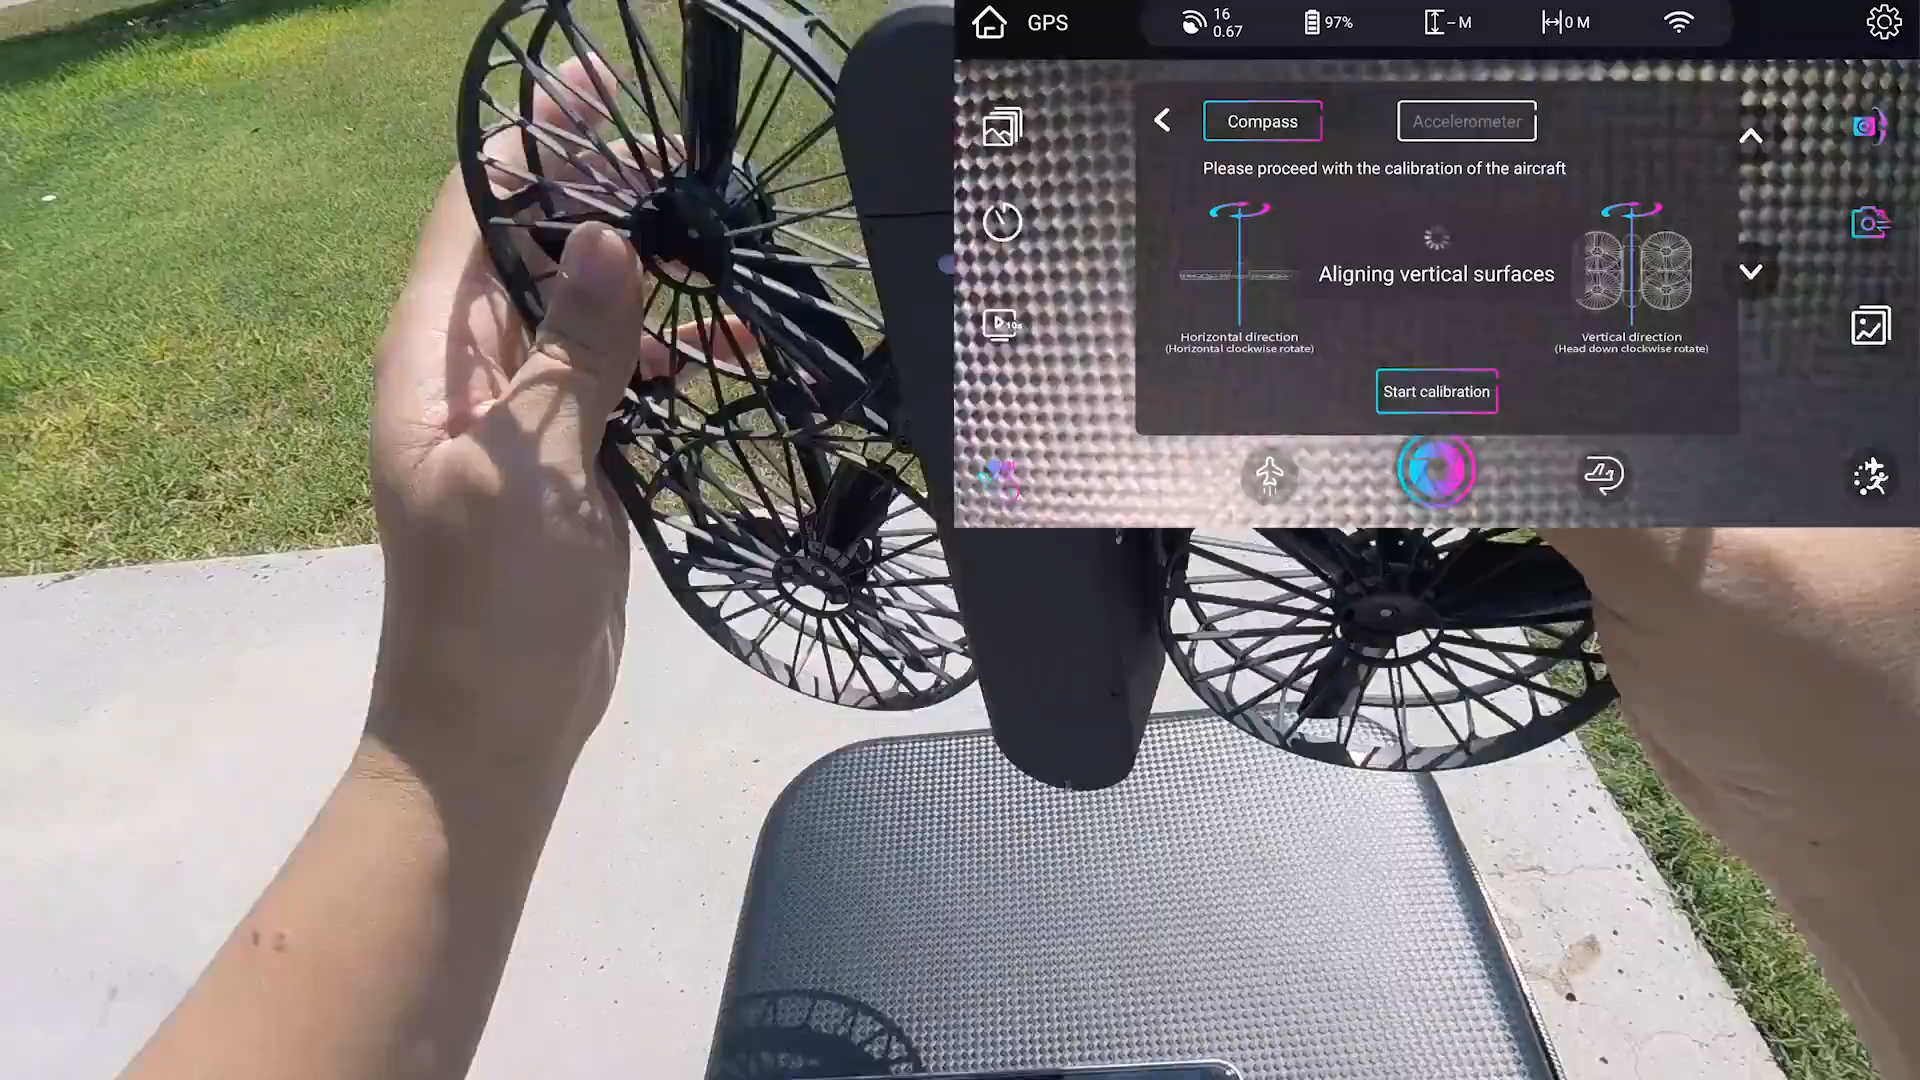 GPS
16
0.67
97%
– M
0 M
Compass
Accelerometer
Please proceed with the calibration of the aircraft
Aligning vertical surfaces
10s
Horizontal direction
(Horizontal clockwise rotate)
Vertical direction
(Head down clockwise rotate)
Start calibration